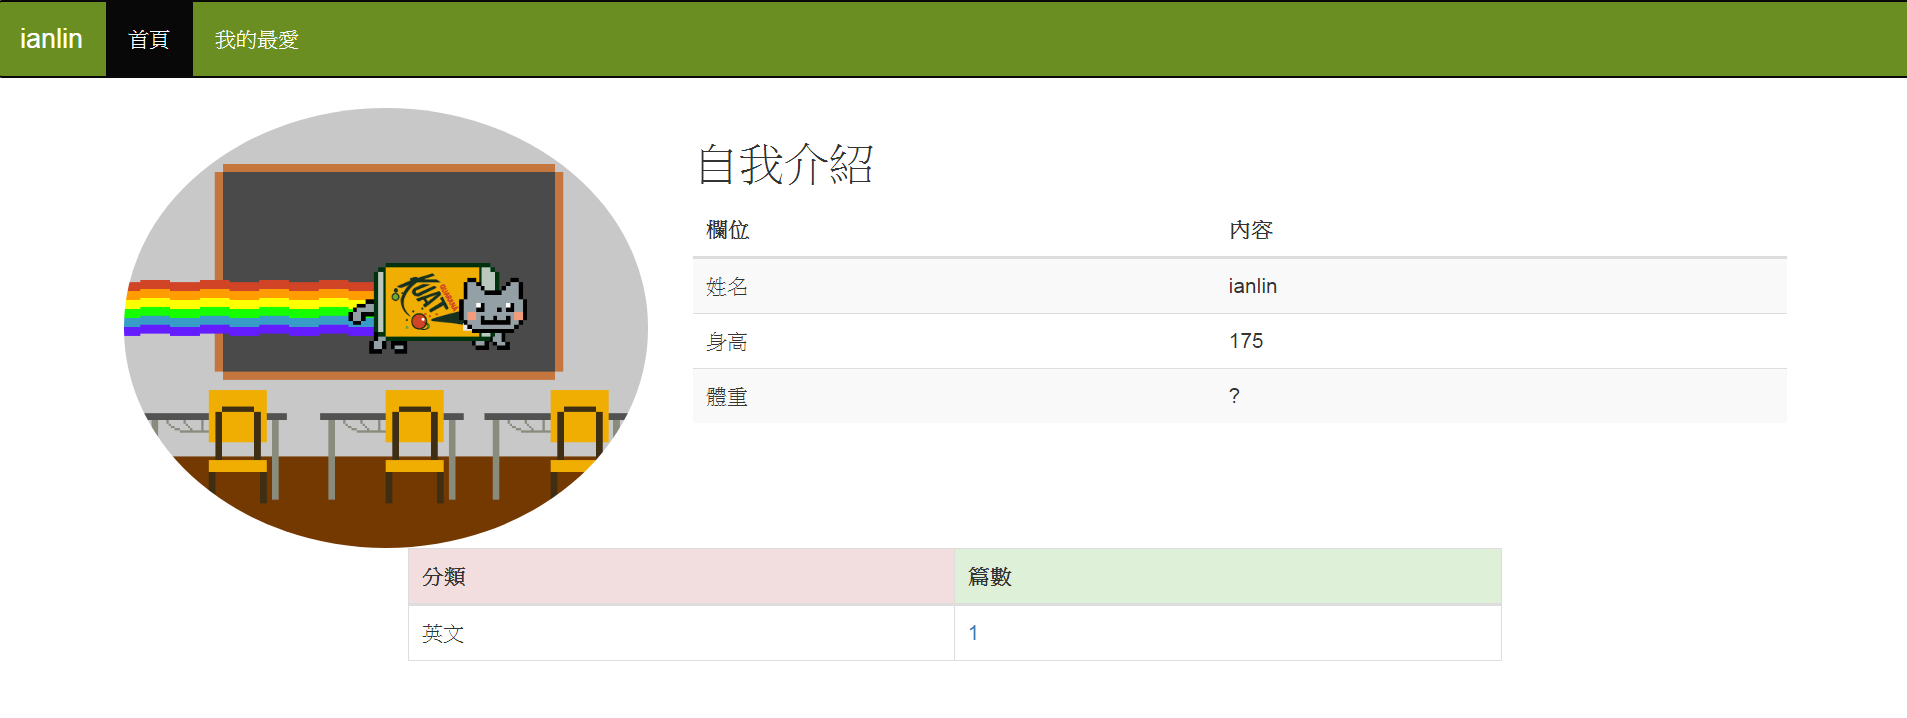 ianlin 首頁 我的最愛
自我介紹
欄位 內容
姓名 ianlin
身高 175
體重 ?
YUAT
分類 篇數
英文 1